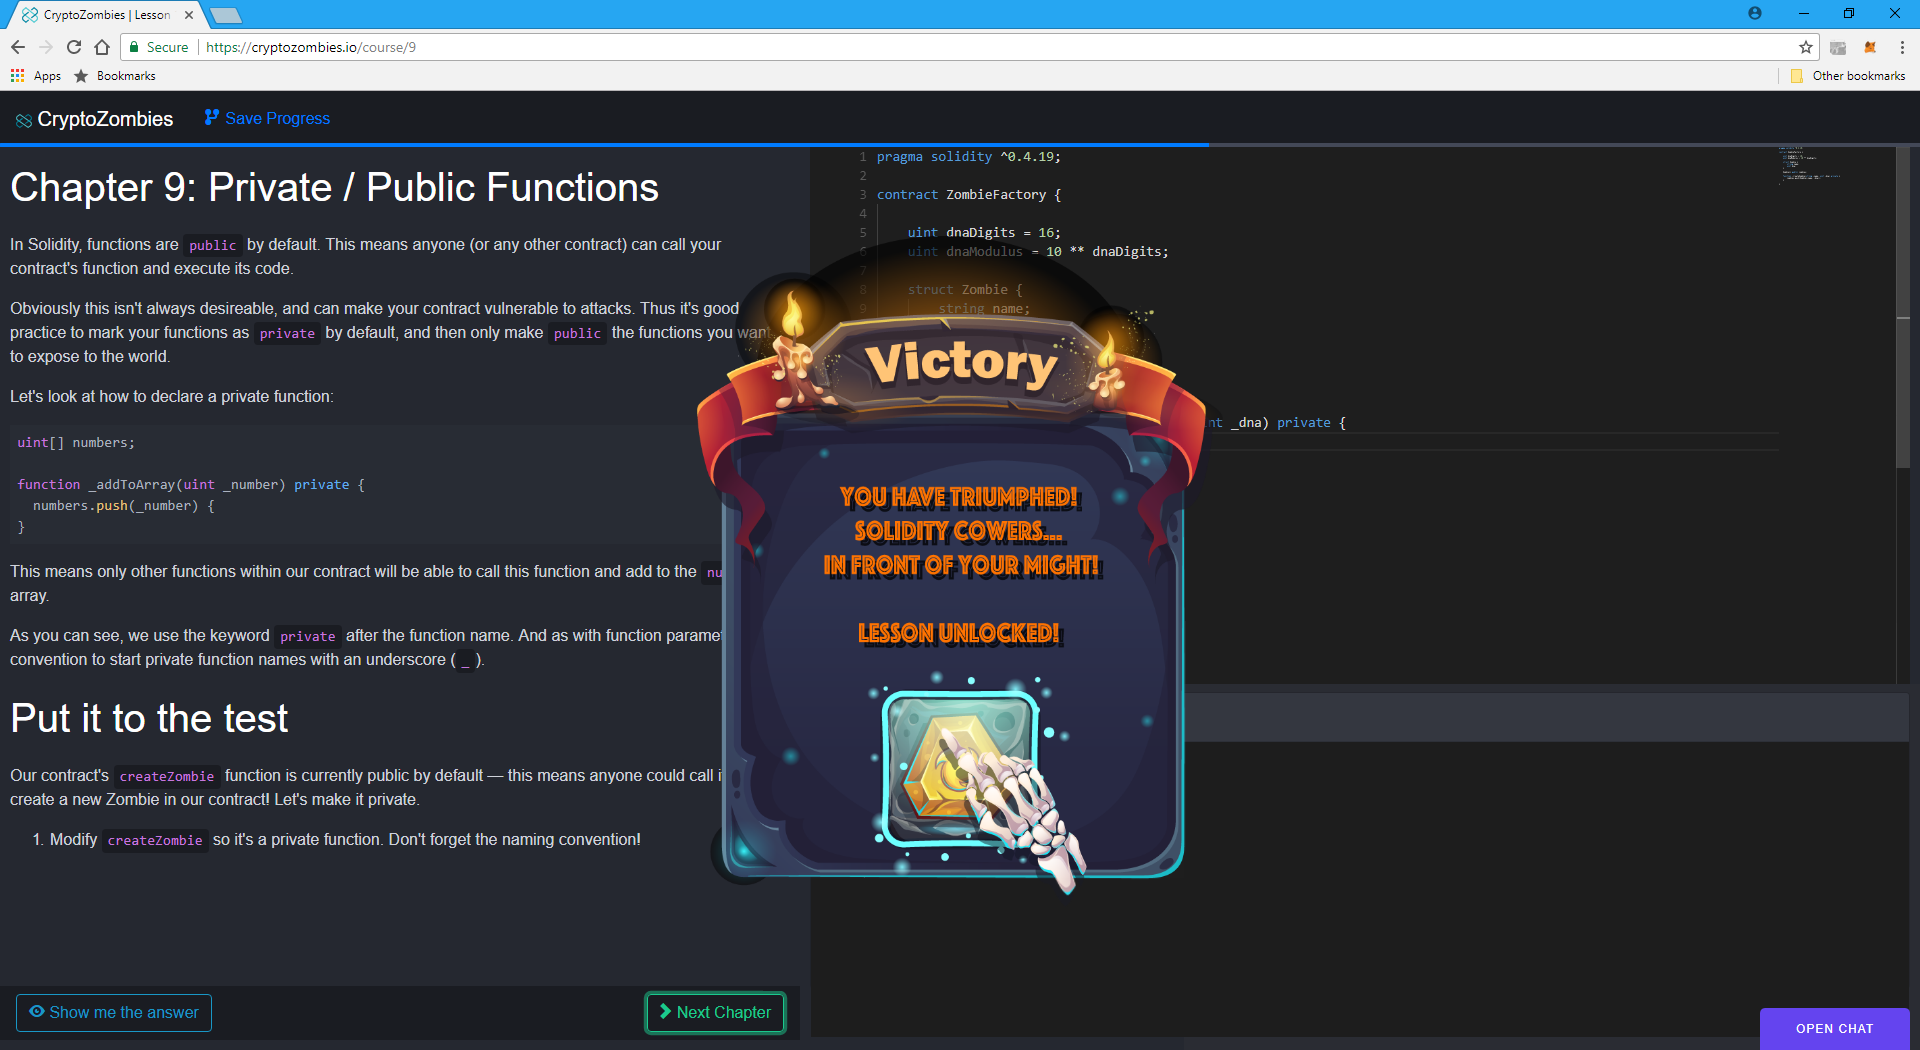 CryptoZombies | Lesson
Secure https://cryptozombies.io/course/9
Apps Bookmarks Other bookmarks
CryptoZombies Save Progress
Chapter 9: Private / Public Functions
In Solidity, functions are public by default. This means anyone (or any other contract) can call your
contract's function and execute its code.
Obviously this isn't always desireable, and can make your contract vulnerable to attacks. Thus it's good
practice to mark your functions as private by default, and then only make public the functions you want
to expose to the world.
Let's look at how to declare a private function:
uint[] numbers;
function _addToArray(uint _number) private {
numbers.push(_number) {
}
This means only other functions within our contract will be able to call this function and add to the nu
array.
As you can see, we use the keyword private after the function name. And as with function parame
convention to start private function names with an underscore ( _ ).
Put it to the test
Our contract's createZombie function is currently public by default — this means anyone could call i
create a new Zombie in our contract! Let's make it private.
1. Modify createZombie so it's a private function. Don't forget the naming convention!
Show me the answer
Next Chapter
1 pragma solidity ^0.4.19;
2
3 contract ZombieFactory {
4
5 uint dnaDigits = 16;
6 uint dnaModulus = 10 ** dnaDigits;
7
8 struct Zombie {
9 string name;
nt _dna) private {
Victory
YOU HAVE TRIUMPHED!
SOLIDITY COWERS...
IN FRONT OF YOUR MIGHT!
LESSON UNLOCKED!
OPEN CHAT